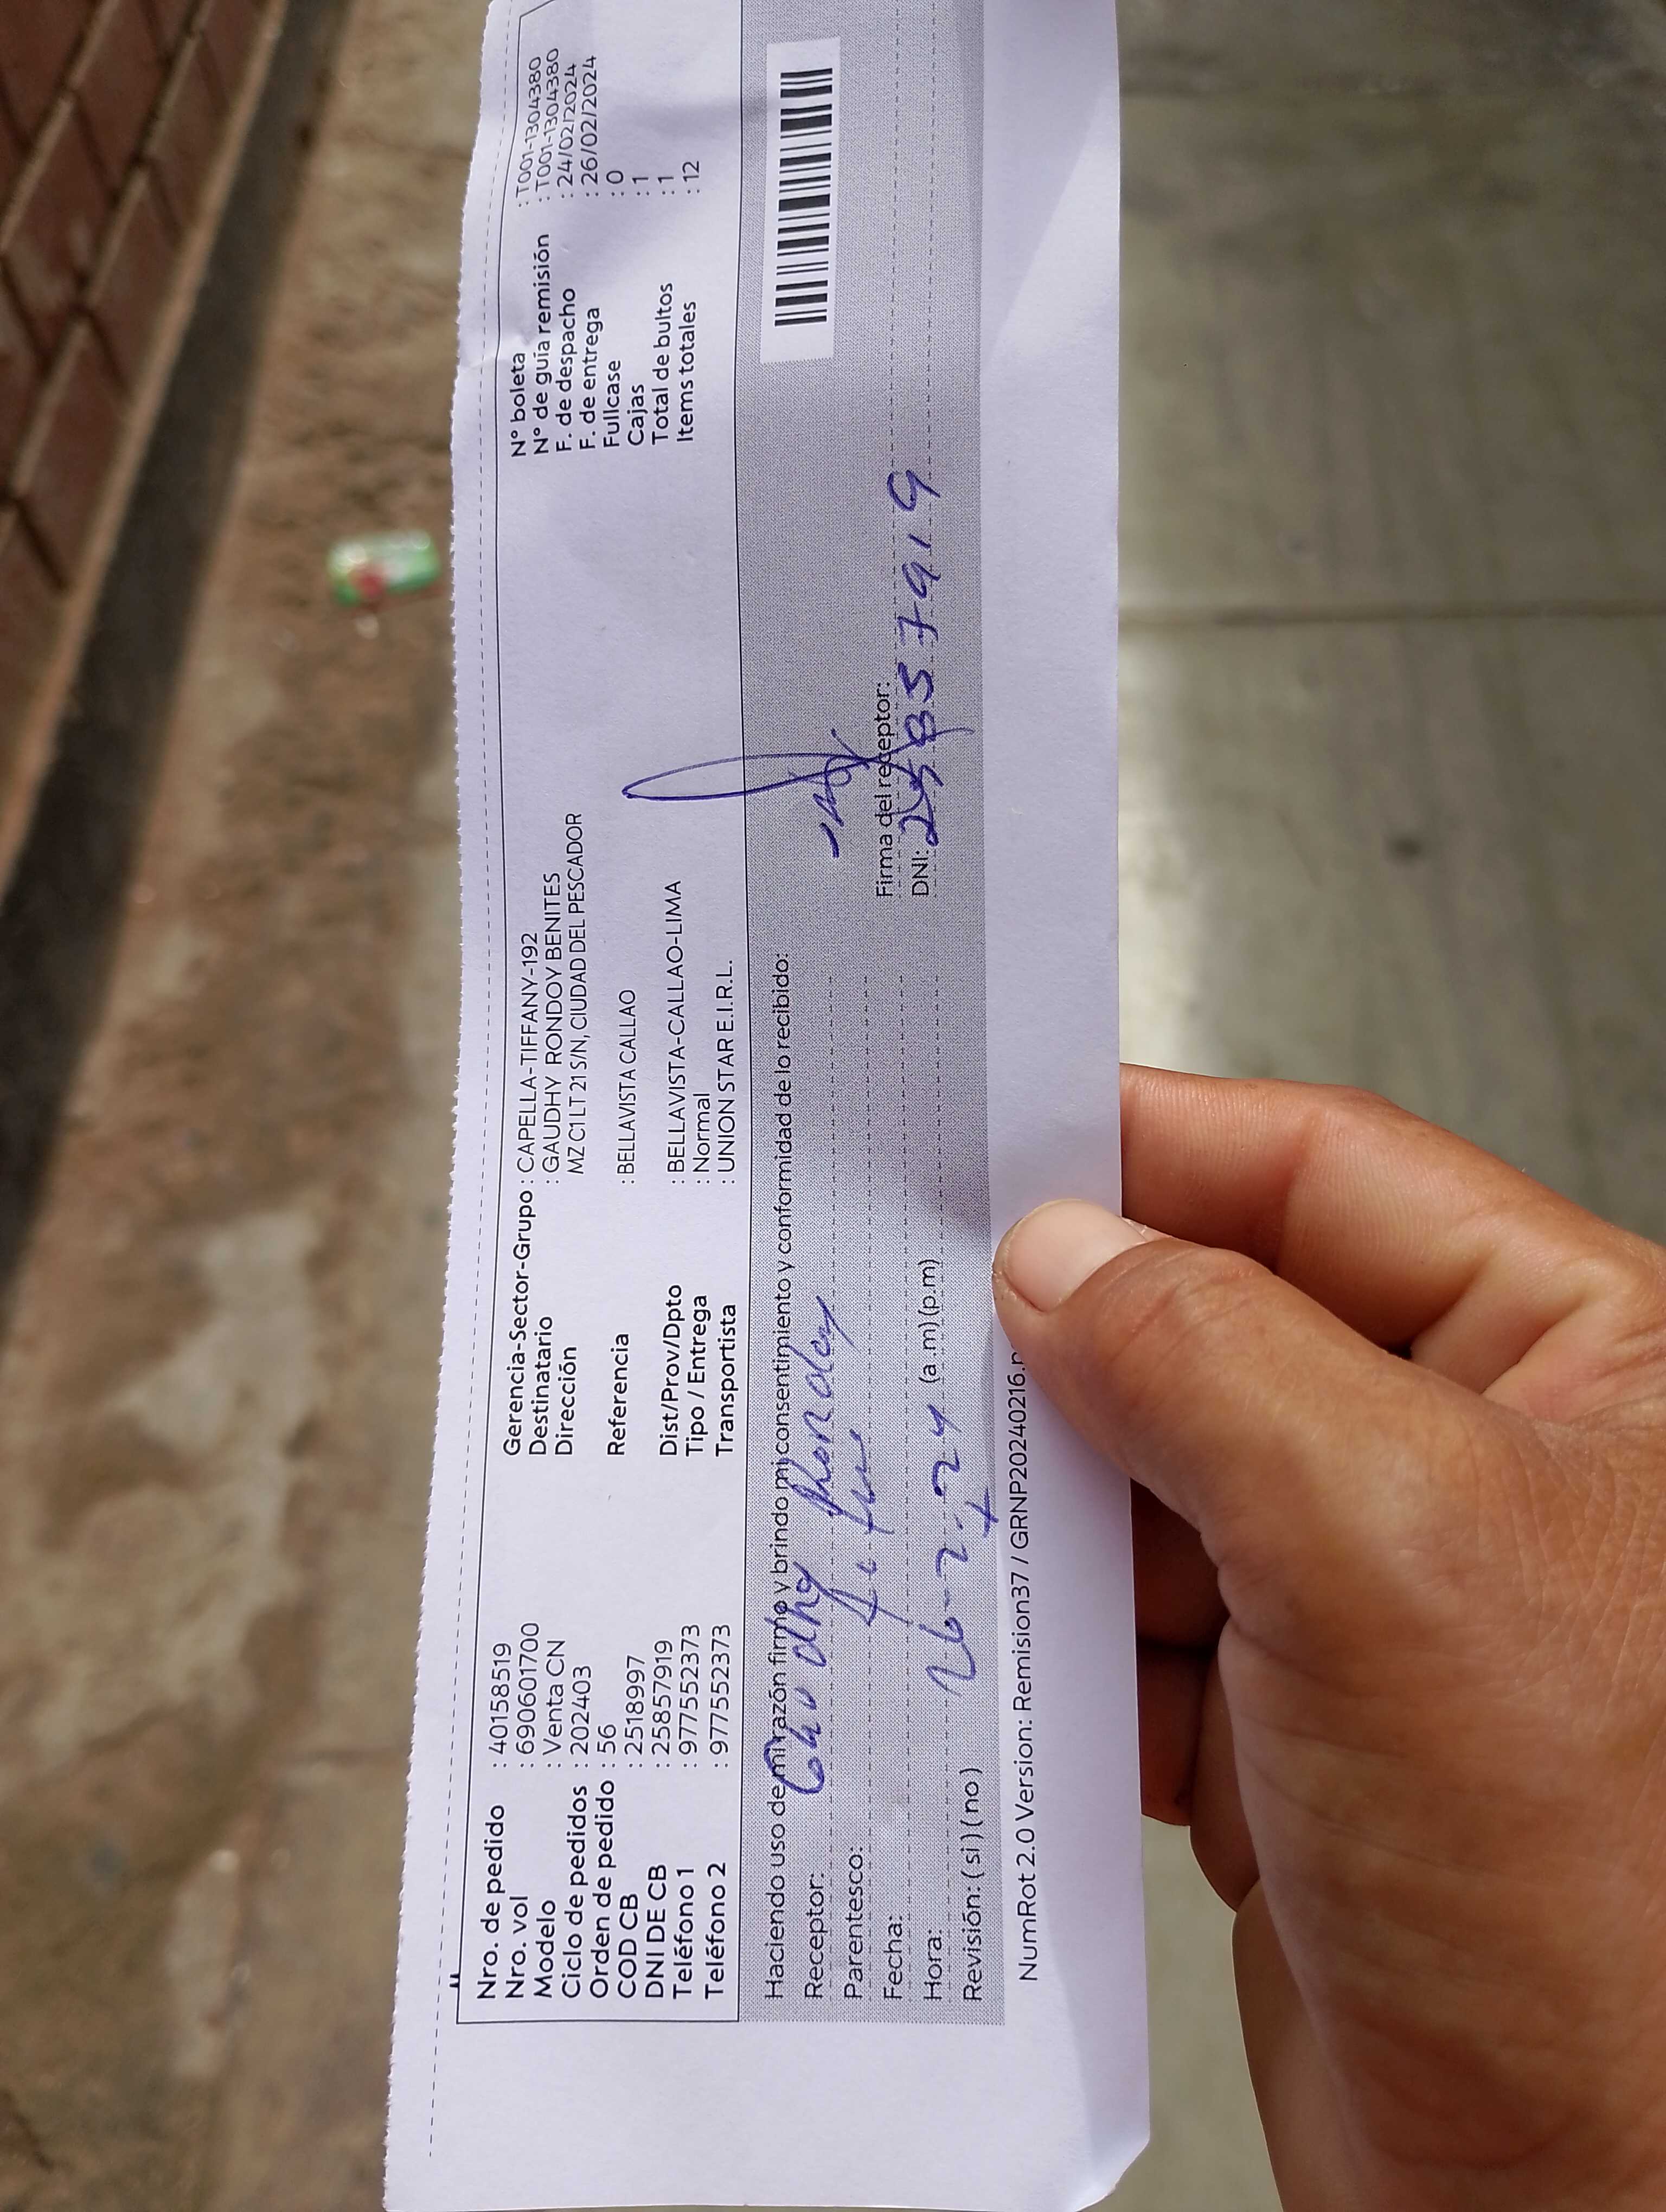 Nro. de pedido : 40158519
Nro. vol : 6906017OO
Modelo : Venta CN
Ciclo de pedidos : 202403
Orden de pedido : 56
COD CB : 2518997
DNI DE CB : 25857919
Teléfono 1 : 977552373
Teléfono 2 : 977552373
Gerencia-Sector-Grupo : CAPELLA-TIFFANY-192
Destinatario : GAUDHY RONDOY BENITES
Dirección MZ C1 LT 21 S/N, CIUDAD DEL PESCADOR
Referencia : BELLAVISTA CALLAO
Dist/Prov/Dpto : BELLAVISTA-CALLAO-LIMA
Tipo / Entrega : Normal
Transportista : UNION STAR E.I.R.L.
N° boleta : T001-1304380
N° de guía remisión : T001-1304380
F. de despacho : 24/02/2024
F. de entrega : 26/02/2024
Fullcase : 0
Cajas : 1
Total de bultos : 1
Items totales : 12
Haciendo uso de mi razón firmo y brindo mi consentimiento y conformidad de lo recibido:
Receptor:
Parentesco:
Fecha: 26-2-24
Hora: (a.m)(p.m)
Revisión: ( si ) ( no )
Firma del receptor:
DNI: 25857919
NumRot 2.0 Version: Remision37 / GRNP20240216.